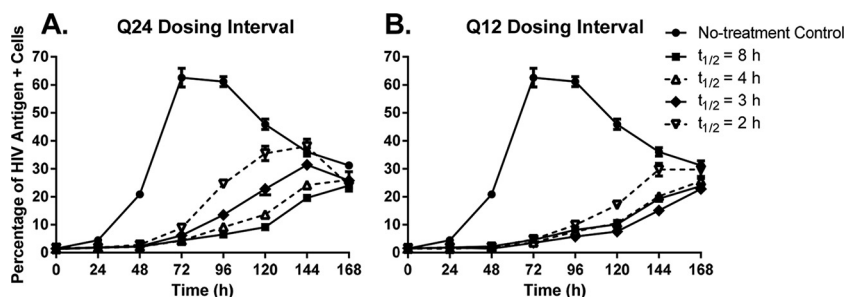 A. Q24 Dosing Interval
B. Q12 Dosing Interval
No-treatment Control
t1/2 = 8 h
t1/2 = 4 h
t1/2 = 3 h
t1/2 = 2 h
Percentage of HIV Antigen + Cells
70
60
50
40
30
20
10
0
0 24 48 72 96 120 144 168
Time (h)
70
60
50
40
30
20
10
0
0 24 48 72 96 120 144 168
Time (h)